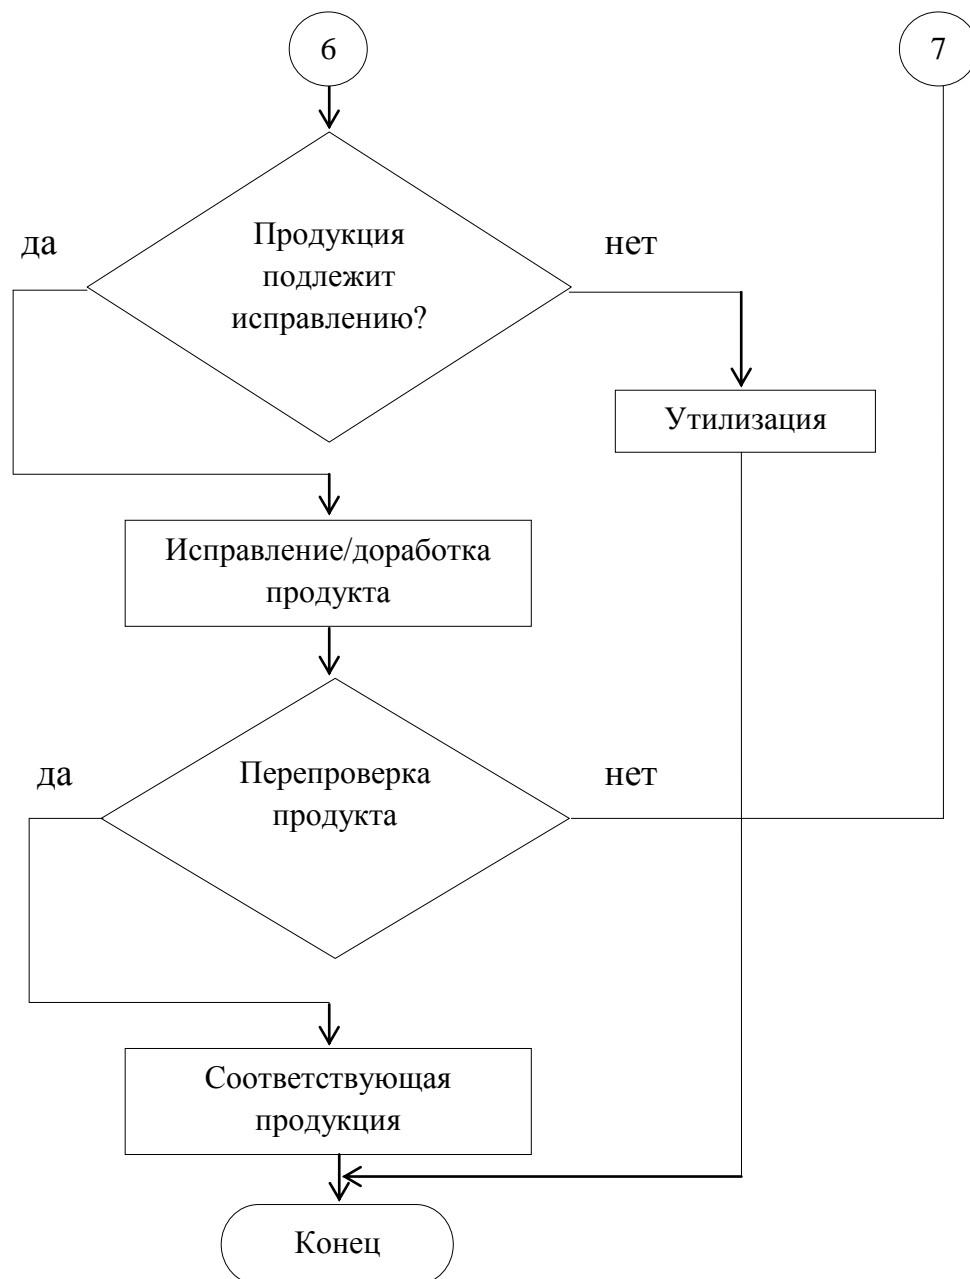 6
7
да
Продукция
подлежит
исправлению?
нет
Утилизация
Исправление/доработка
продукта
да
Перепроверка
продукта
нет
Соответствующая
продукция
Конец